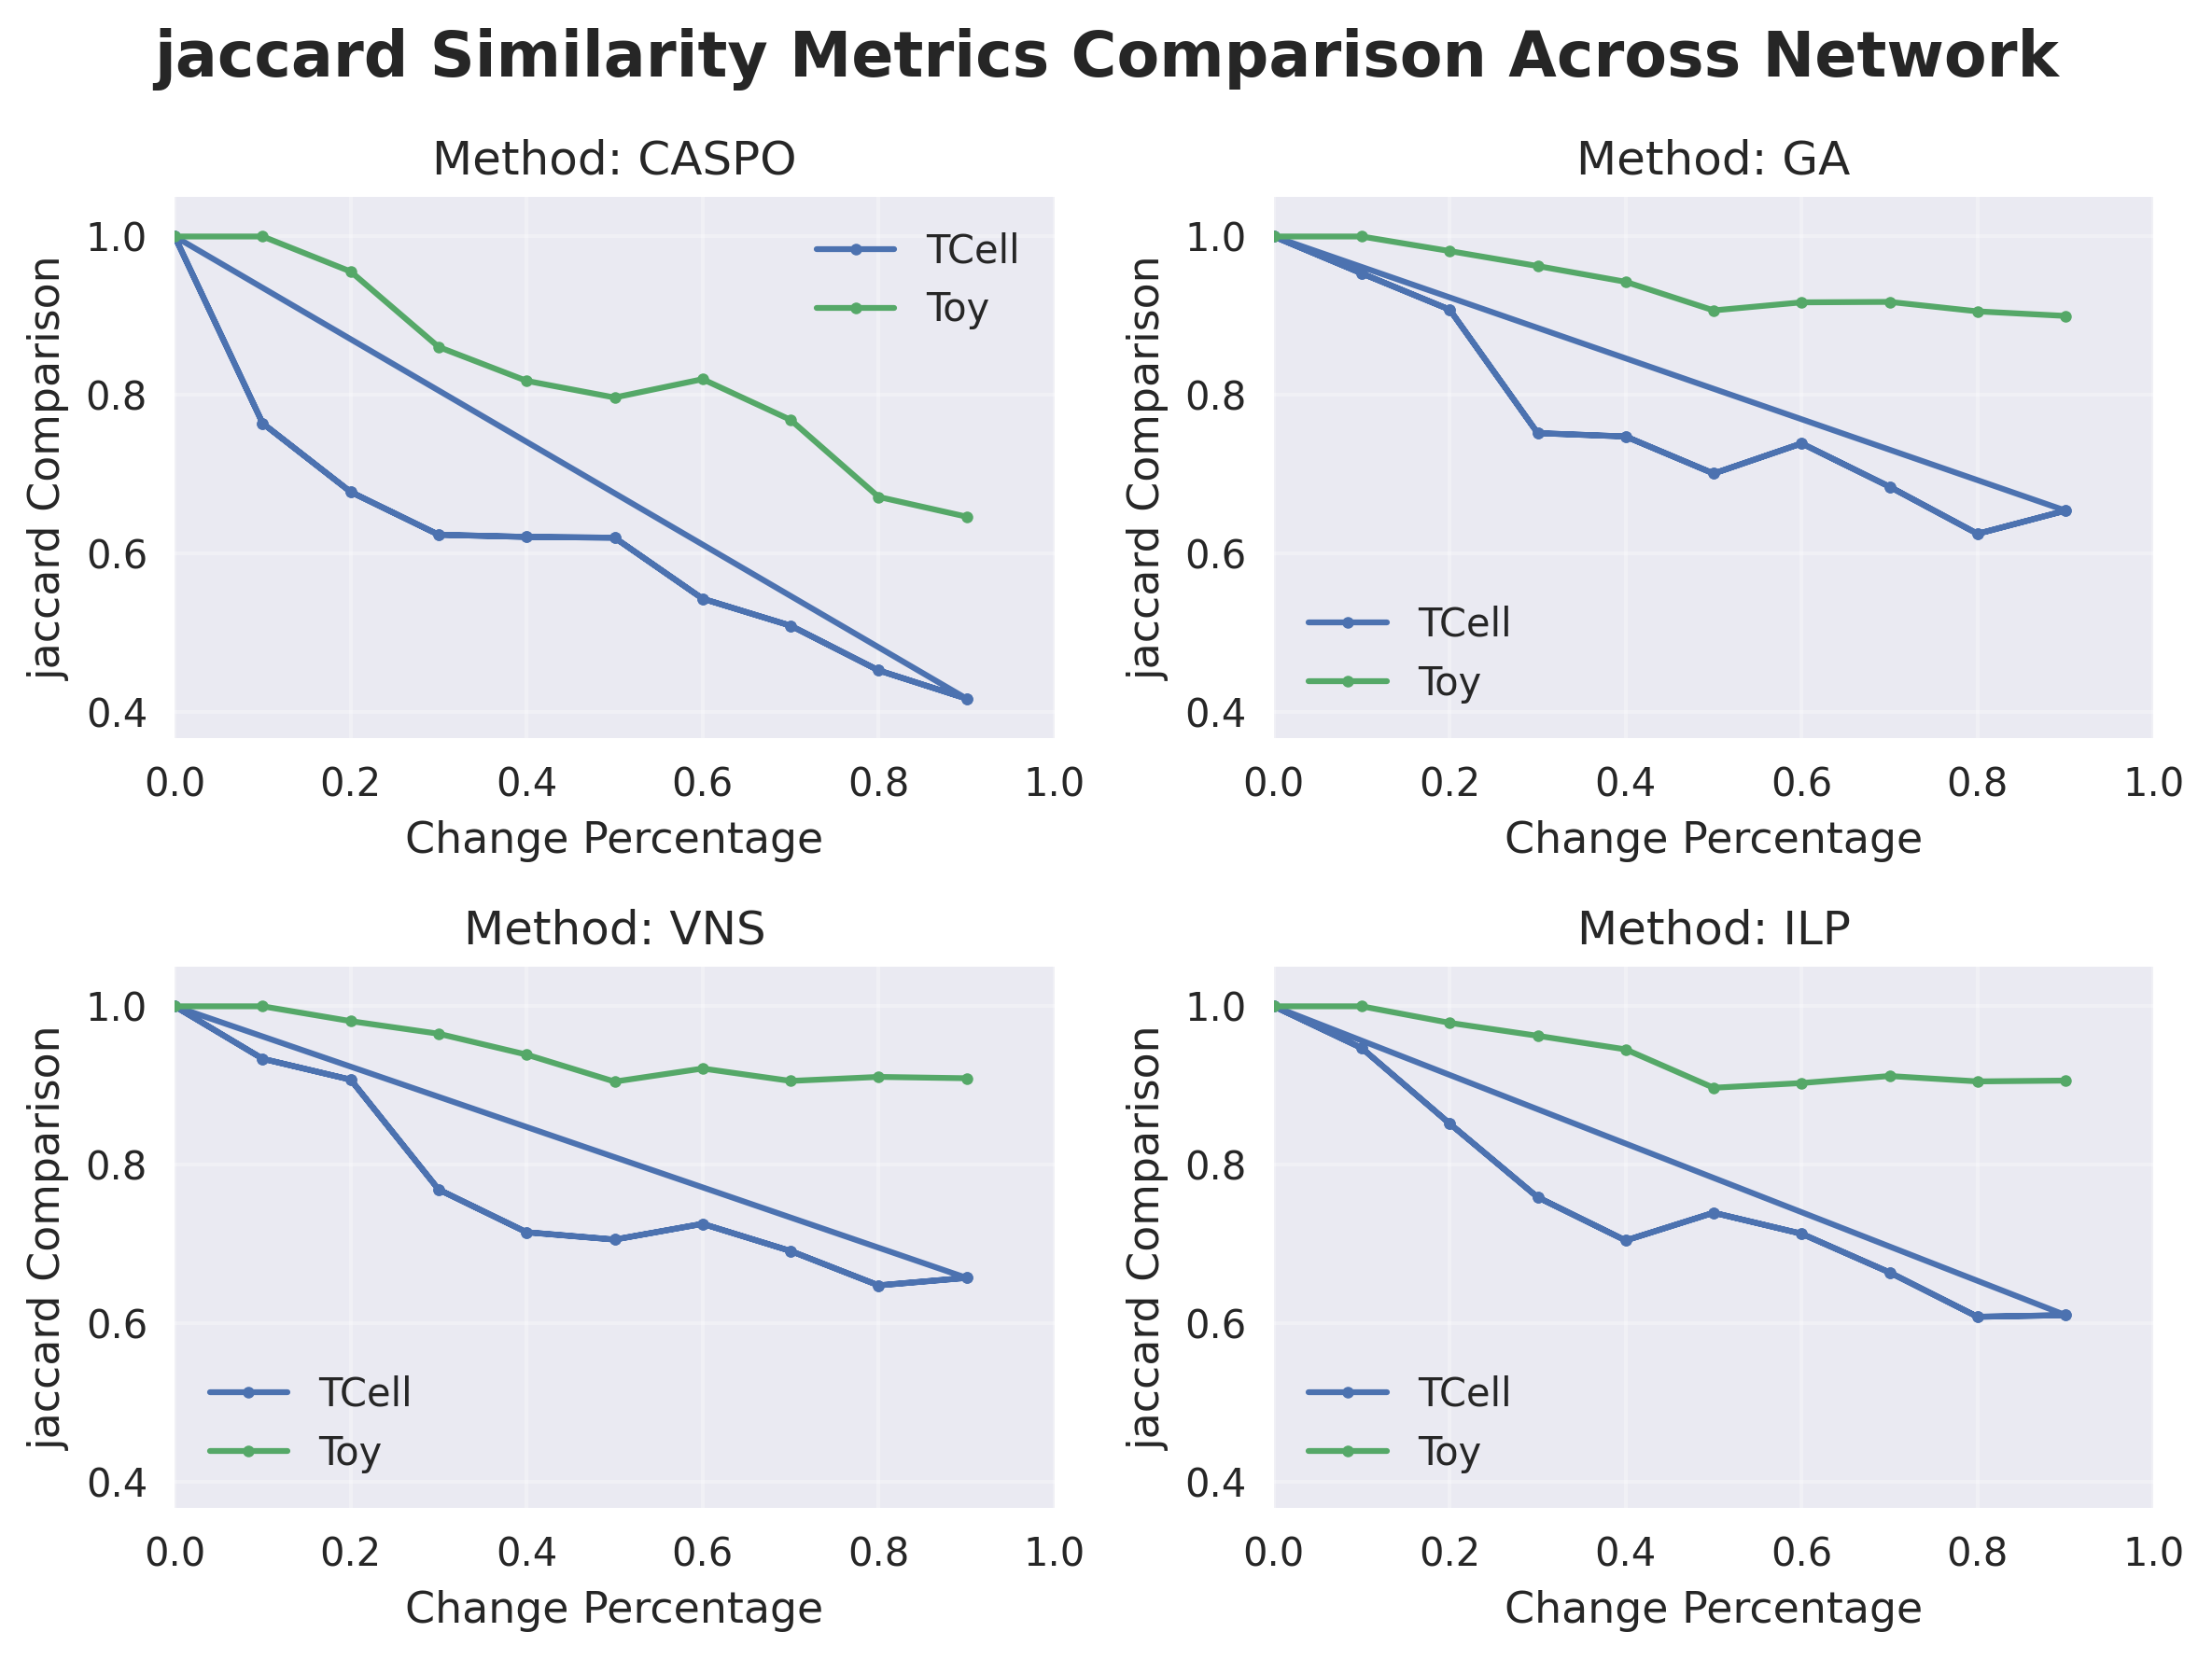 jaccard Similarity Metrics Comparison Across Network
Method: CASPO
jaccard Comparison
1.0
0.8
0.6
0.4
TCell
Toy
0.0 0.2 0.4 0.6 0.8 1.0
Change Percentage
Method: GA
jaccard Comparison
1.0
0.8
0.6
0.4
TCell
Toy
0.0 0.2 0.4 0.6 0.8 1.0
Change Percentage
Method: VNS
jaccard Comparison
1.0
0.8
0.6
0.4
TCell
Toy
0.0 0.2 0.4 0.6 0.8 1.0
Change Percentage
Method: ILP
jaccard Comparison
1.0
0.8
0.6
0.4
TCell
Toy
0.0 0.2 0.4 0.6 0.8 1.0
Change Percentage